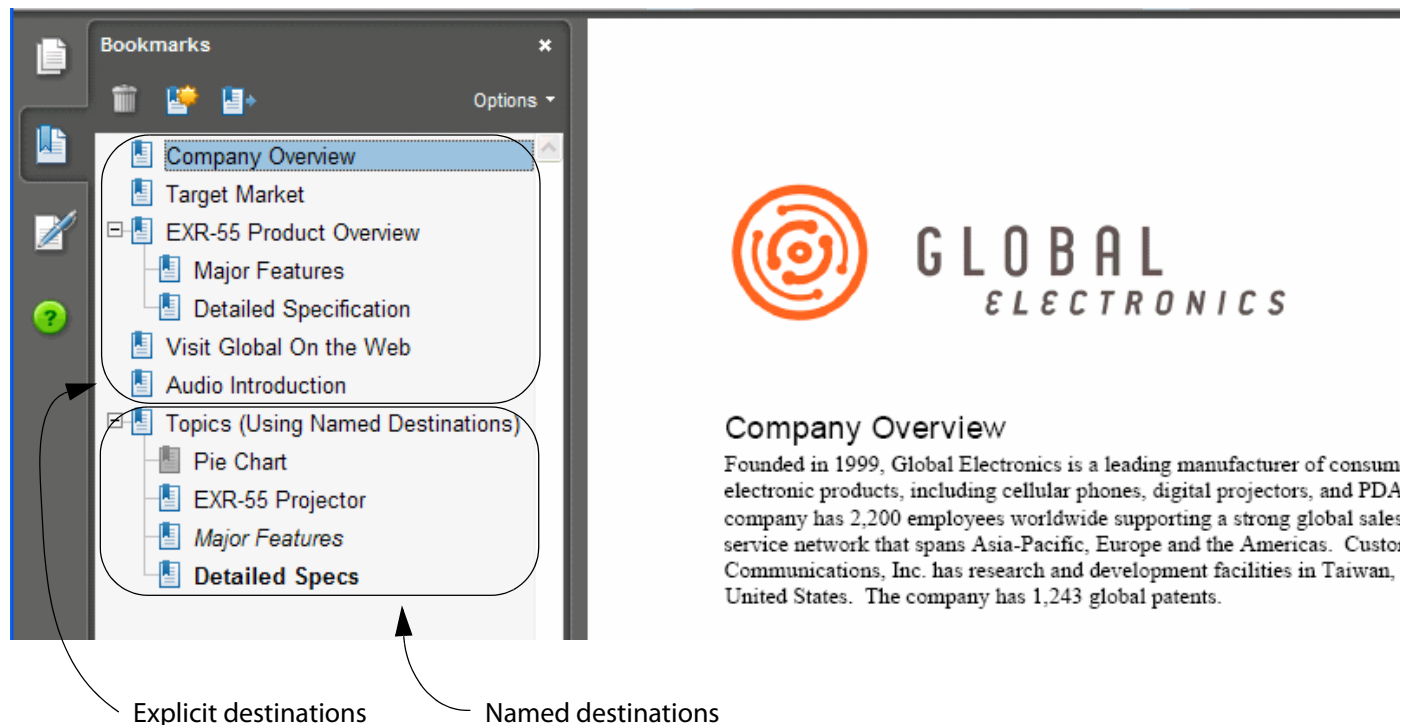 Bookmarks
Options
Company Overview
Target Market
EXR-55 Product Overview
Major Features
Detailed Specification
Visit Global On the Web
Audio Introduction
Topics (Using Named Destinations)
Pie Chart
EXR-55 Projector
Major Features
Detailed Specs
GLOBAL
ELECTRONICS
Company Overview
Founded in 1999, Global Electronics is a leading manufacturer of consum
electronic products, including cellular phones, digital projectors, and PDA
company has 2,200 employees worldwide supporting a strong global sales
service network that spans Asia-Pacific, Europe and the Americas. Custo
Communications, Inc. has research and development facilities in Taiwan,
United States. The company has 1,243 global patents.
Explicit destinations
Named destinations